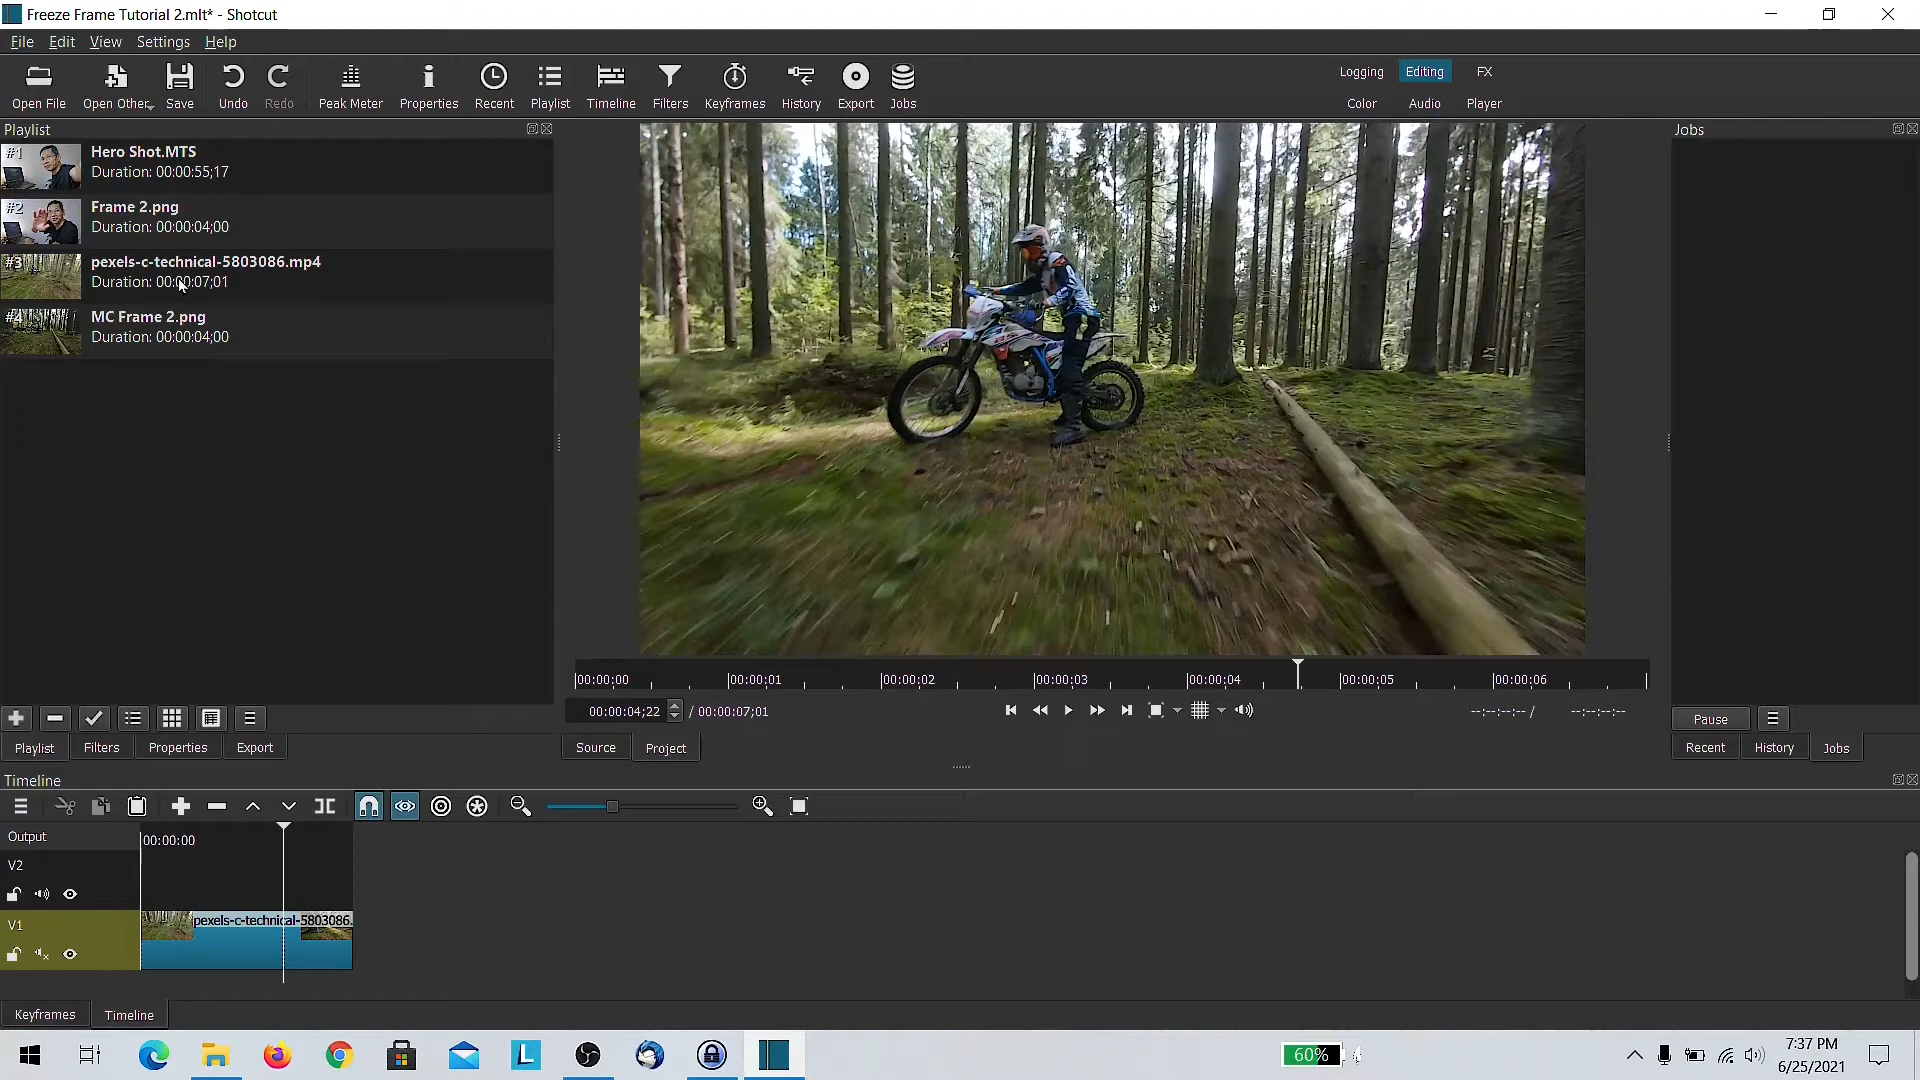 Freeze Frame Tutorial 2.mlt* - Shotcut
File Edit View Settings Help
Open File Open Other Save Undo Redo Peak Meter Properties Recent Playlist Timeline Filters Keyframes History Export Jobs
Logging Editing FX
Color Audio Player
Playlist
#1 Hero Shot.MTS
Duration: 00:00:55;17
#2 Frame 2.png
Duration: 00:00:04;00
#3 pexels-c-technical-5803086.mp4
Duration: 00:00:07;01
#4 MC Frame 2.png
Duration: 00:00:04;00
Jobs
00:00:00 00:00:01 00:00:02 00:00:03 00:00:04 00:00:05 00:00:06
00:00:04;22 / 00:00:07;01 --:--:--:-- / --:--:--:--
Pause
Playlist Filters Properties Export
Source Project
Recent History Jobs
Timeline
Output
00:00:00
V2
V1
pexels-c-technical-5803086.
Keyframes Timeline
60%
7:37 PM
6/25/2021